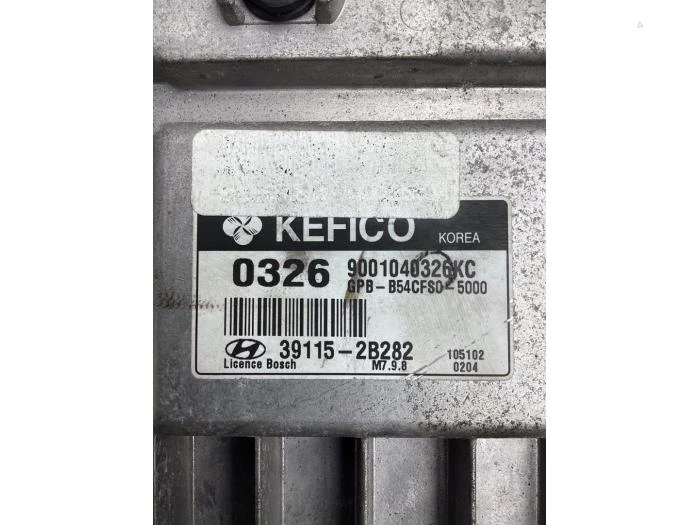 KEFICO KOREA
0326 9001040326KC
GPB-B54CFS0-5000
39115-2B282 105102
Licence Bosch M7.9.8 0204